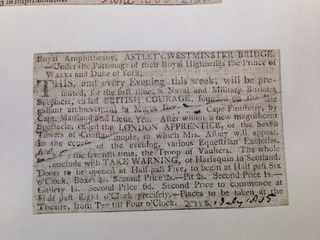 Royal Amphitheatre, ASTLEY'S, WESTMINSTER BRIDGE.
—Under the Patronage of their Royal Highnesses the Prince of
WALES and Duke of York.
THIS, and every Evening this week, will be pre-
sented, for the first time, a Naval and Military Burletta
Spectacle, called BRITISH COURAGE, founded on the
gallant atchievement in Cape Finisterre, by
Capt. Maitland and Lieut. Yeo. After which a new magnificent
Spectacle, called the LONDON APPRENTICE, or the Seven
Towers of Constantinople, in which Mrs. Astley will appear.
In the course of the evening, various Equestrian Exercises.
And the seventh time, the Troop of Vaulters. The whole
conclude with TAKE WARNING, or Harlequin in Scotland.
Doors to be opened at Half past Five, to begin at Half past Six
o'Clock. Boxes 4s. Second Price 2s.—Pit 2s. Second Price 1s.—
Gallery 1s. Second Price 6d. Second Price to commence at
Half past Eight o'Clock precisely.—Places to be taken at the
Theatre, from Ten till Four o'Clock. July 1805